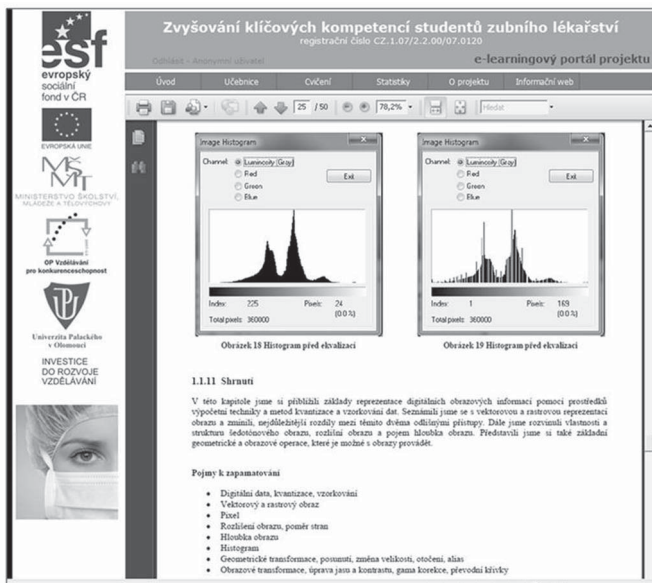 Zvyšování klíčových kompetencí studentů zubního lékařství
registrační číslo CZ.1.07/2.2.00/07.0120
Odhlásit - Anonymní uživatel
e-learningový portál projektu
Úvod Učebnice Cvičení Statistiky O projektu Informační web
25 / 50 78,2% Hledat
esf
evropský
sociální
fond v ČR
EVROPSKÁ UNIE
MŠMT
MINISTERSTVO ŠKOLSTVÍ,
MLÁDEŽE A TĚLOVÝCHOVY
OP Vzdělávání
pro konkurenceschopnost
Univerzita Palackého
v Olomouci
INVESTICE
DO ROZVOJE
VZDĚLÁVÁNÍ
Image Histogram
Channel: Luminosity (Gray)
Red
Green
Blue
Exit
Index: 225 Pixels: 24
(0.0 %)
Total pixels: 360000
Obrázek 18 Histogram před ekvalizací
Image Histogram
Channel: Luminosity (Gray)
Red
Green
Blue
Exit
Index: 1 Pixels: 169
(0.0 %)
Total pixels: 360000
Obrázek 19 Histogram před ekvalizací
1.1.11 Shrnutí
V této kapitole jsme si přiblížili základy reprezentace digitálních obrazových informací pomocí prostředků
výpočetní techniky a metod kvantizace a vzorkování dat. Seznámili jsme se s vektorovou a rastrovou reprezentací
obrazu a zmínili, nejdůležitější rozdíly mezi těmito dvěma odlišnými přístupy. Dále jsme rozvinuli vlastnosti a
strukturu šedotónového obrazu, rozlišní obrazu a pojem hloubka obrazu. Představili jsme si také základní
geometrické a obrazové operace, které je možné s obrazy provádět.
Pojmy k zapamatování
• Digitální data, kvantizace, vzorkování
• Vektorový a rastrový obraz
• Pixel
• Rozlišení obrazu, poměr stran
• Hloubka obrazu
• Histogram
• Geometrické transformace, posunutí, změna velikosti, otočení, alias
• Obrazové transformace, úprava jasu a kontrastu, gama korekce, převodní křivky